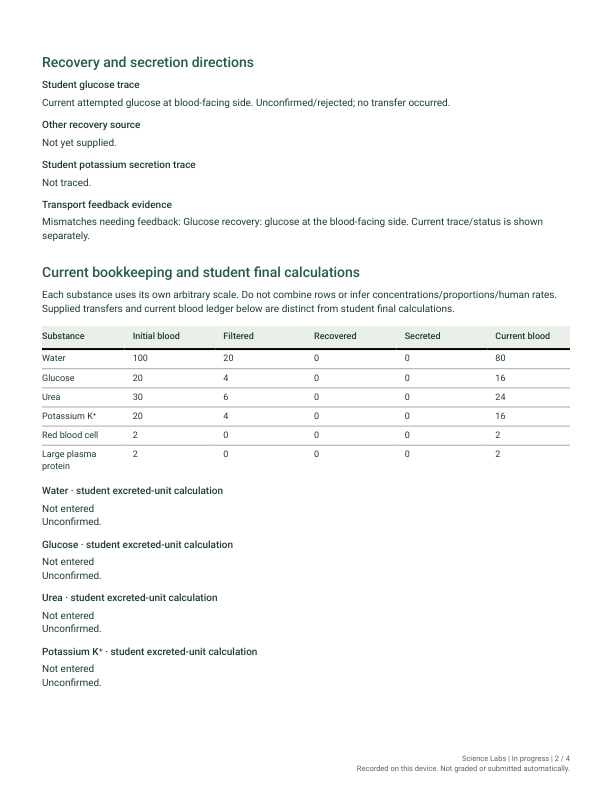 Recovery and secretion directions
Student glucose trace
Current attempted glucose at blood-facing side. Unconfirmed/rejected; no transfer occurred.
Other recovery source
Not yet supplied.
Student potassium secretion trace
Not traced.
Transport feedback evidence
Mismatches needing feedback: Glucose recovery: glucose at the blood-facing side. Current trace/status is shown
separately.
Current bookkeeping and student final calculations
Each substance uses its own arbitrary scale. Do not combine rows or infer concentrations/proportions/human rates.
Supplied transfers and current blood ledger below are distinct from student final calculations.
Substance Initial blood Filtered Recovered Secreted Current blood
Water 100 20 0 0 80
Glucose 20 4 0 0 16
Urea 30 6 0 0 24
Potassium K⁺ 20 4 0 0 16
Red blood cell 2 0 0 0 2
Large plasma 2 0 0 0 2
protein
Water · student excreted-unit calculation
Not entered
Unconfirmed.
Glucose · student excreted-unit calculation
Not entered
Unconfirmed.
Urea · student excreted-unit calculation
Not entered
Unconfirmed.
Potassium K⁺ · student excreted-unit calculation
Not entered
Unconfirmed.
Science Labs | In progress | 2 / 4
Recorded on this device. Not graded or submitted automatically.